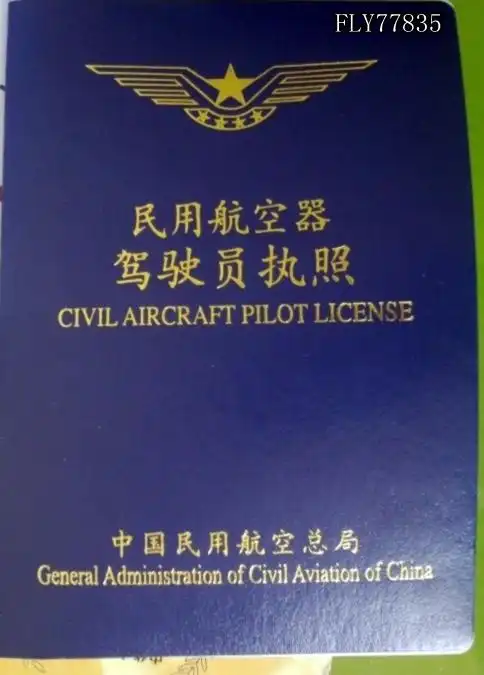 FLY77835
民用航空器
驾驶员执照
CIVIL AIRCRAFT PILOT LICENSE
中国民用航空总局
General Administration of Civil Aviation of China